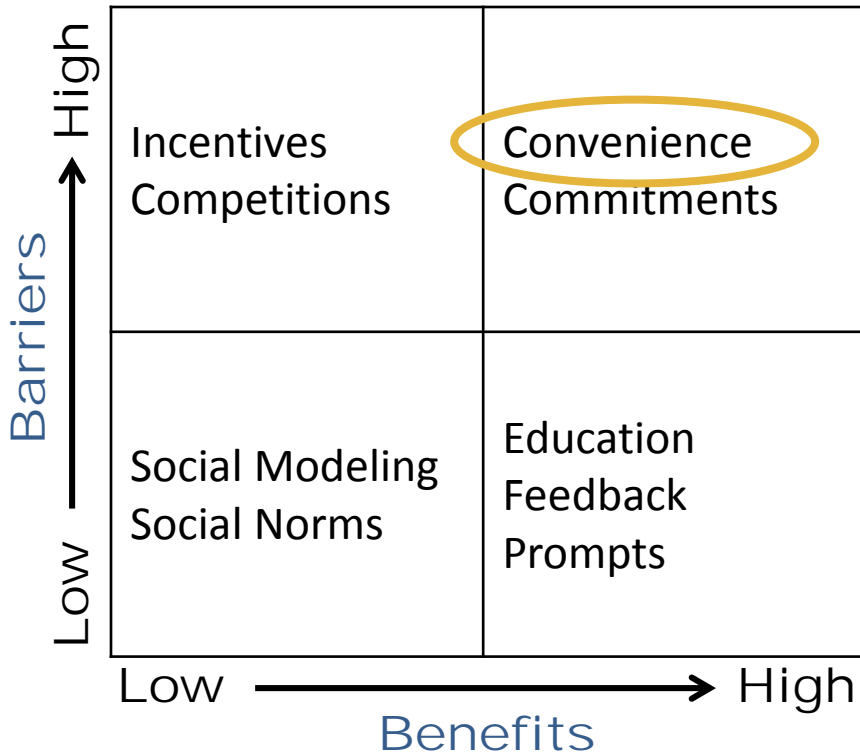 High
Barriers
Low
Incentives
Competitions
Convenience
Commitments
Social Modeling
Social Norms
Education
Feedback
Prompts
Low
High
Benefits